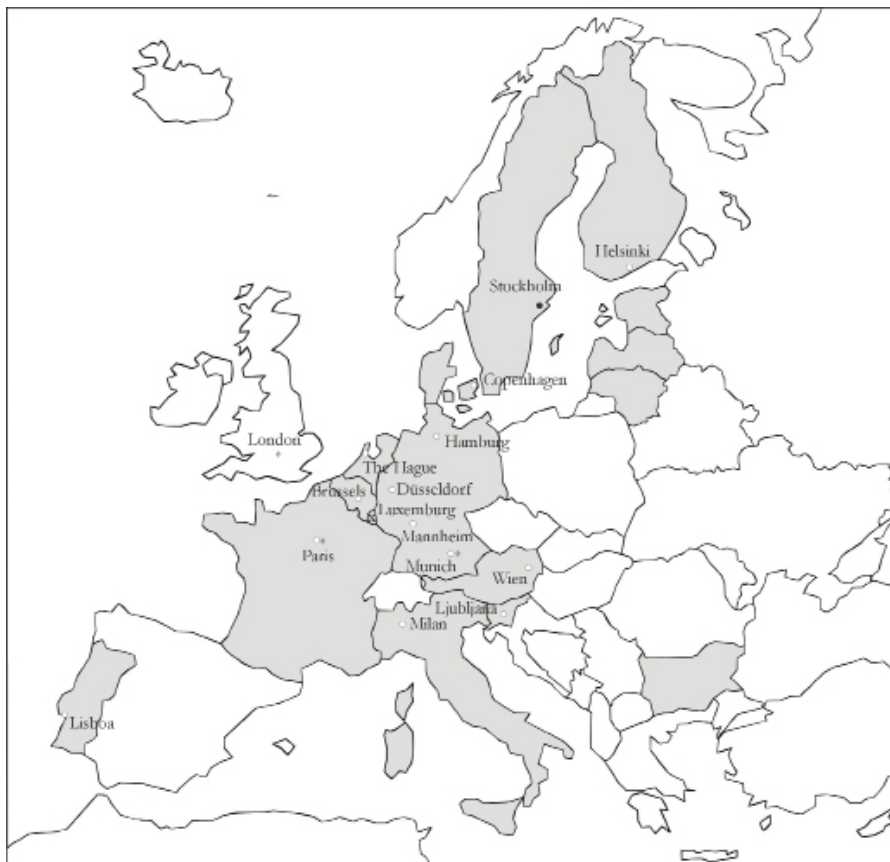 Helsinki
Stockholm
Copenhagen
London
Hamburg
The Hague
Brussels
Düsseldorf
Luxemburg
Mannheim
Paris
Munich
Wien
Ljubljana
Milan
Lisboa